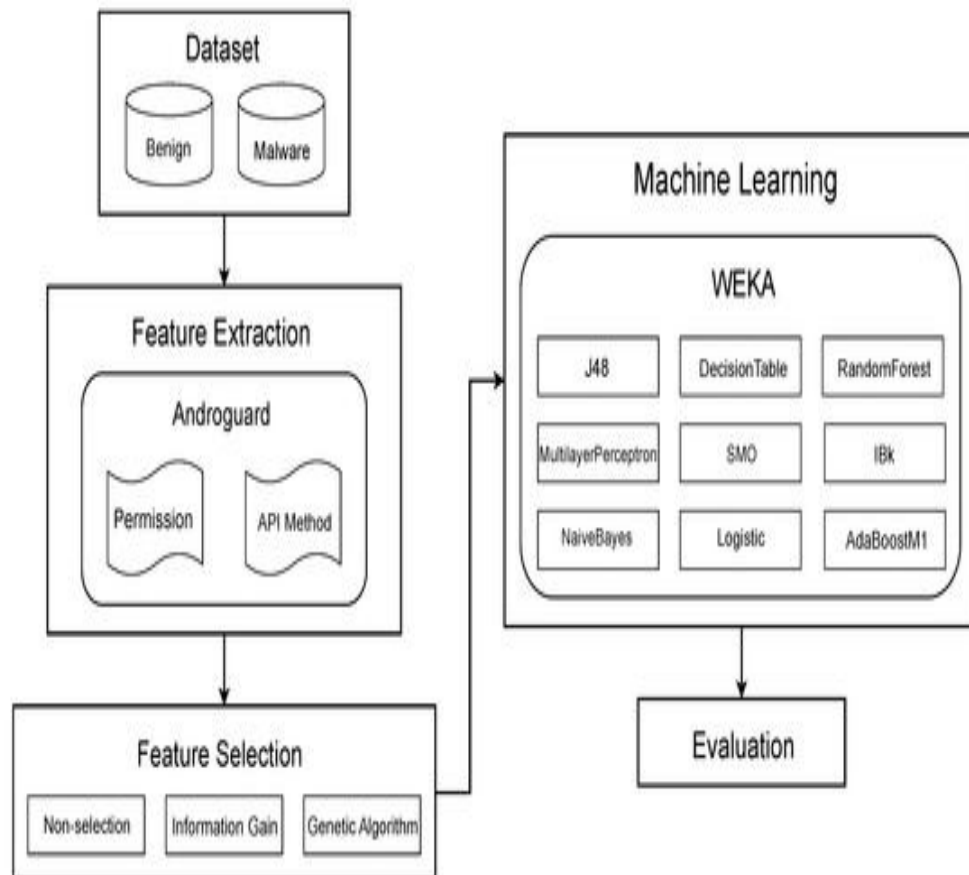 Dataset
Benign
Malware
Feature Extraction
Androguard
Permission
API Method
Feature Selection
Non-selection
Information Gain
Genetic Algorithm
Machine Learning
WEKA
J48
DecisionTable
RandomForest
MultilayerPerceptron
SMO
IBk
NaiveBayes
Logistic
AdaBoostM1
Evaluation